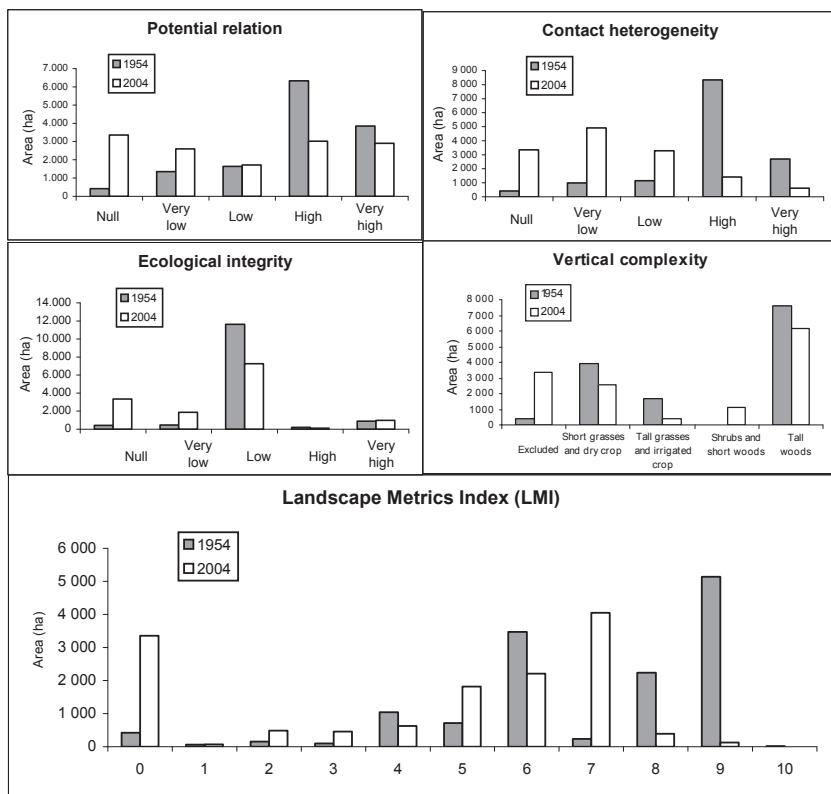 Potential relation
1954
2004
Area (ha)
7.000
6.000
5.000
4.000
3.000
2.000
1.000
0
Null
Very low
Low
High
Very high
Contact heterogeneity
1954
2004
Area (ha)
9 000
8 000
7 000
6 000
5 000
4 000
3 000
2 000
1 000
0
Null
Very low
Low
High
Very high
Ecological integrity
1954
2004
Area (ha)
14.000
12.000
10.000
8.000
6.000
4.000
2.000
0
Null
Very low
Low
High
Very high
Vertical complexity
1954
2004
Area (ha)
8 000
7 000
6 000
5 000
4 000
3 000
2 000
1 000
0
Excluded
Short grasses
and dry crop
Tall grasses
and irrigated
crop
Shrubs and
short woods
Tall
woods
Landscape Metrics Index (LMI)
1954
2004
Area (ha)
6 000
5 000
4 000
3 000
2 000
1 000
0
0 1 2 3 4 5 6 7 8 9 10